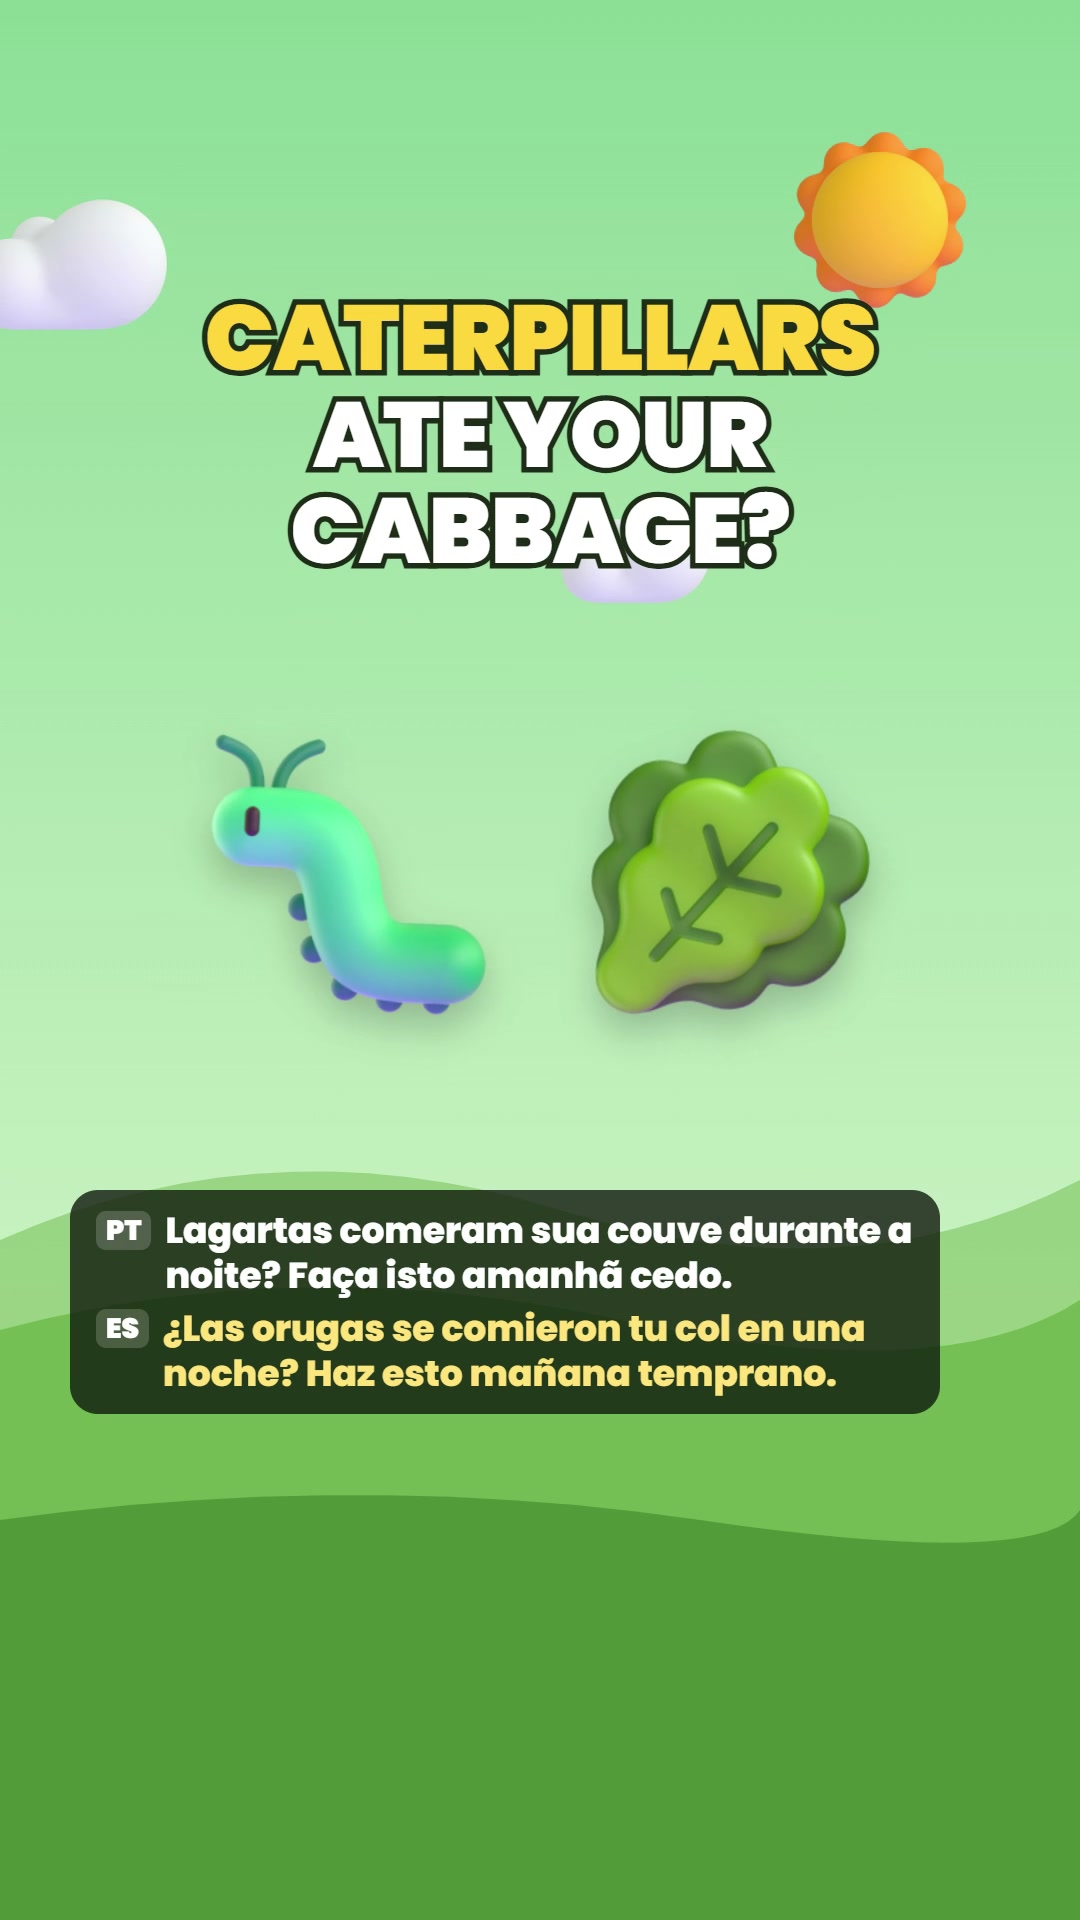 CATERPILLARS
ATE YOUR
CABBAGE?
PT Lagartas comeram sua couve durante a
noite? Faça isto amanhã cedo.
ES ¿Las orugas se comieron tu col en una
noche? Haz esto mañana temprano.